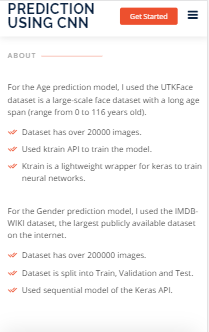 PREDICTION
USING CNN
Get Started
ABOUT
For the Age prediction model, I used the UTKFace
dataset is a large-scale face dataset with a long age
span (range from 0 to 116 years old).
Dataset has over 20000 images.
Used ktrain API to train the model.
Ktrain is a lightweight wrapper for keras to train
neural networks.
For the Gender prediction model, I used the IMDB-
WIKI dataset, the largest publicly available dataset
on the internet.
Dataset has over 200000 images.
Dataset is split into Train, Validation and Test.
Used sequential model of the Keras API.